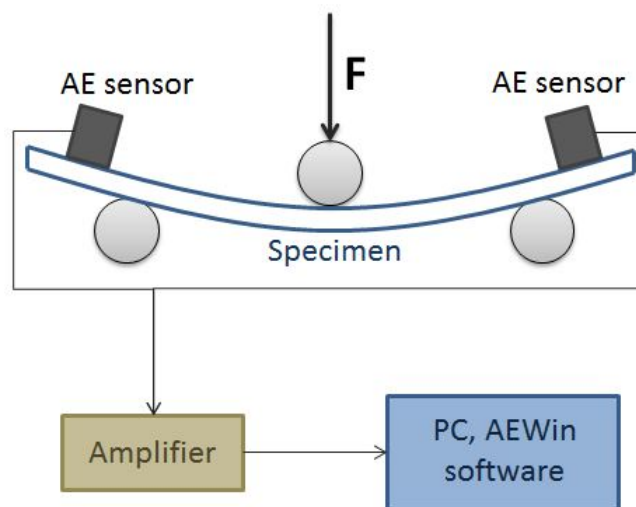 F
AE sensor
AE sensor
Specimen
Amplifier
PC, AEWin
software